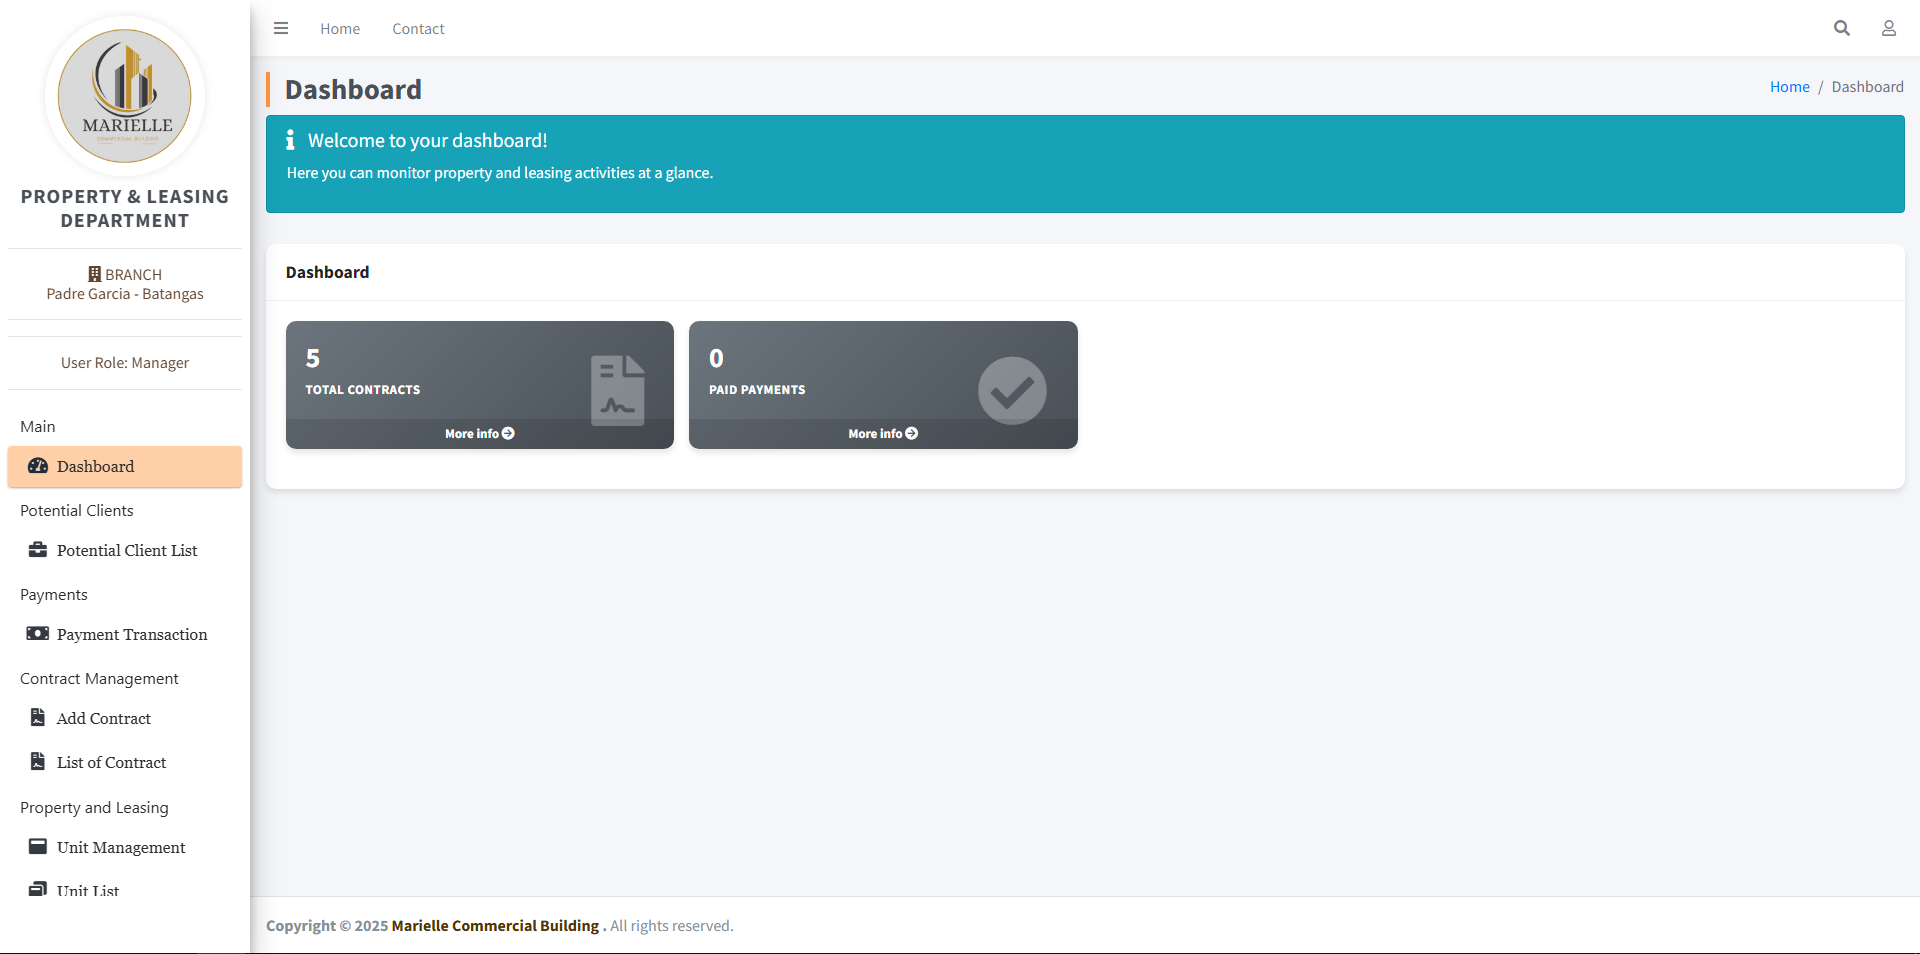 MARIELLE
COMMERCIAL BUILDING
PROPERTY & LEASING
DEPARTMENT
BRANCH
Padre Garcia - Batangas
User Role: Manager
Main
Dashboard
Potential Clients
Potential Client List
Payments
Payment Transaction
Contract Management
Add Contract
List of Contract
Property and Leasing
Unit Management
Unit List
Home
Contact
Dashboard
Home / Dashboard
Welcome to your dashboard!
Here you can monitor property and leasing activities at a glance.
Dashboard
5
TOTAL CONTRACTS
More info
0
PAID PAYMENTS
More info
Copyright © 2025 Marielle Commercial Building . All rights reserved.